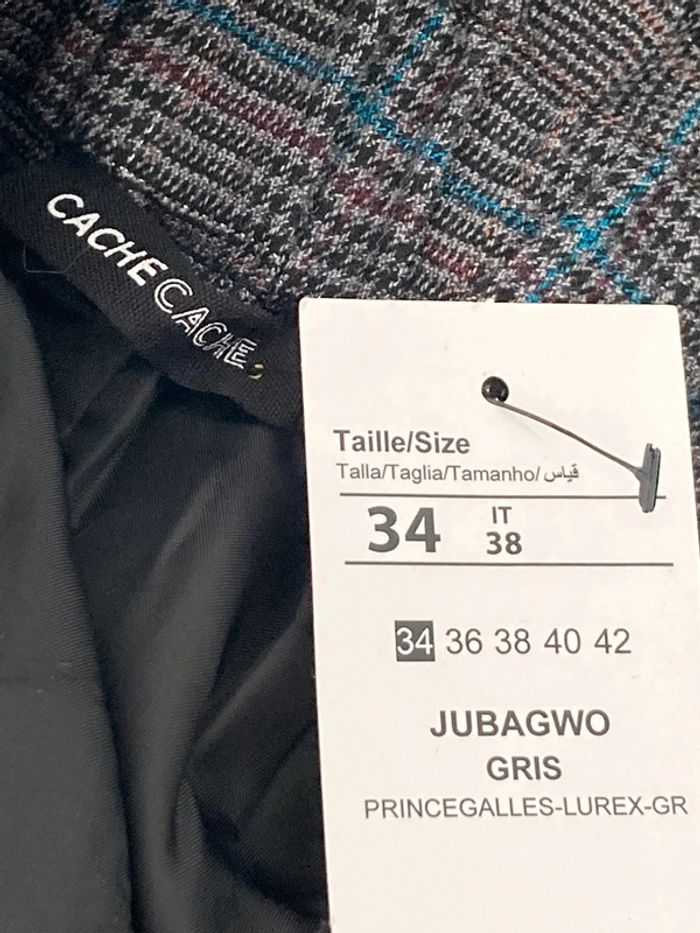 CACHE CACHE
Taille/Size
Talla/Taglia/Tamanho/ قياس
34 IT 38
34 36 38 40 42
JUBAGWO
GRIS
PRINCEGALLES-LUREX-GR